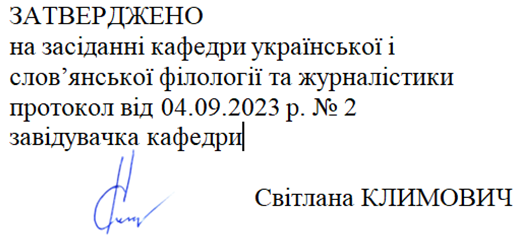 ЗАТВЕРДЖЕНО
на засіданні кафедри української і
слов’янської філології та журналістики
протокол від 04.09.2023 р. № 2
завідувачка кафедри
Світлана КЛИМОВИЧ